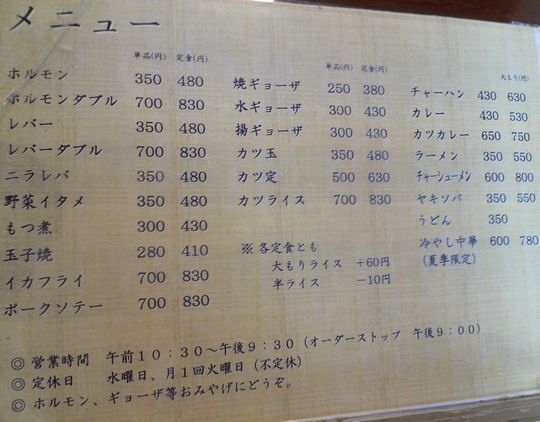 メニュー
単品(円) 定食(円)
ホルモン 350 480
ホルモンダブル 700 830
レバー 350 480
レバーダブル 700 830
ニラレバ 350 480
野菜イタメ 350 480
もつ煮 300 430
玉子焼 280 410
イカフライ 700 830
ポークソテー 700 830
単品(円) 定食(円)
焼ギョーザ 250 380
水ギョーザ 300 430
揚ギョーザ 300 430
カツ玉 350 480
カツ定 500 630
カツライス 700 830
※ 各定食とも
大もりライス +60円
半ライス −10円
大もり(円)
チャーハン 430 630
カレー 430 530
カツカレー 650 750
ラーメン 350 550
チャーシューメン 600 800
ヤキソバ 350 550
うどん 350
冷やし中華 600 780
(夏季限定)
◎ 営業時間 午前10:30~午後9:30(オーダーストップ 午後9:00)
◎ 定休日 水曜日、月1回火曜日(不定休)
◎ ホルモン、ギョーザ等おみやげにどうぞ。